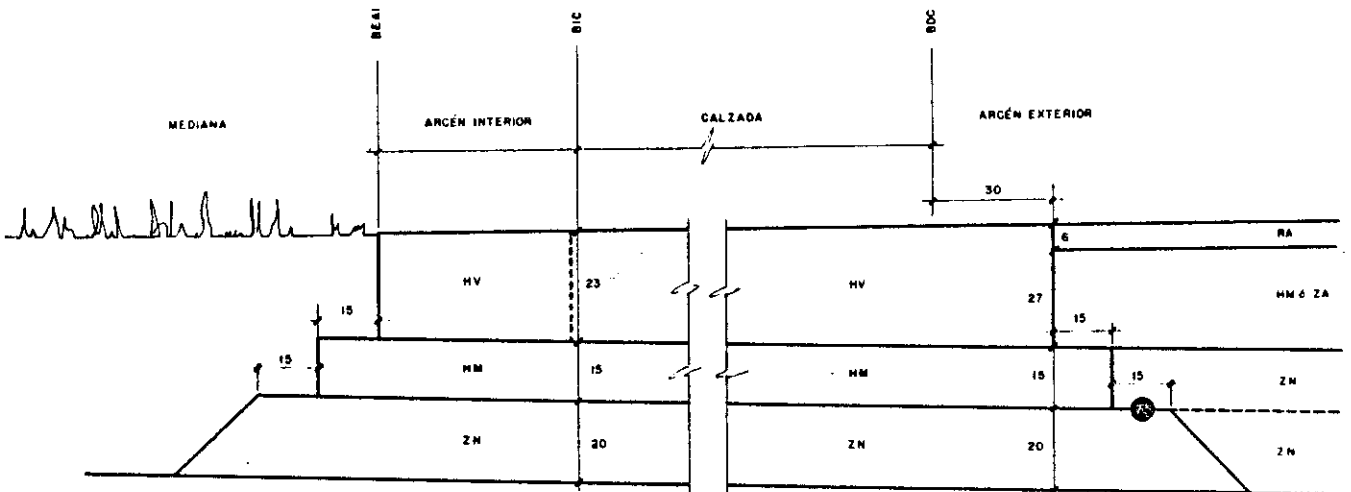 BEAI
BIC
BDC
MEDIANA
ARCÉN INTERIOR
CALZADA
ARCÉN EXTERIOR
30
6
RA
HV
23
HV
27
HM ó ZA
15
15
15
HM
15
HM
15
15
ZN
ZN
20
ZN
20
ZN